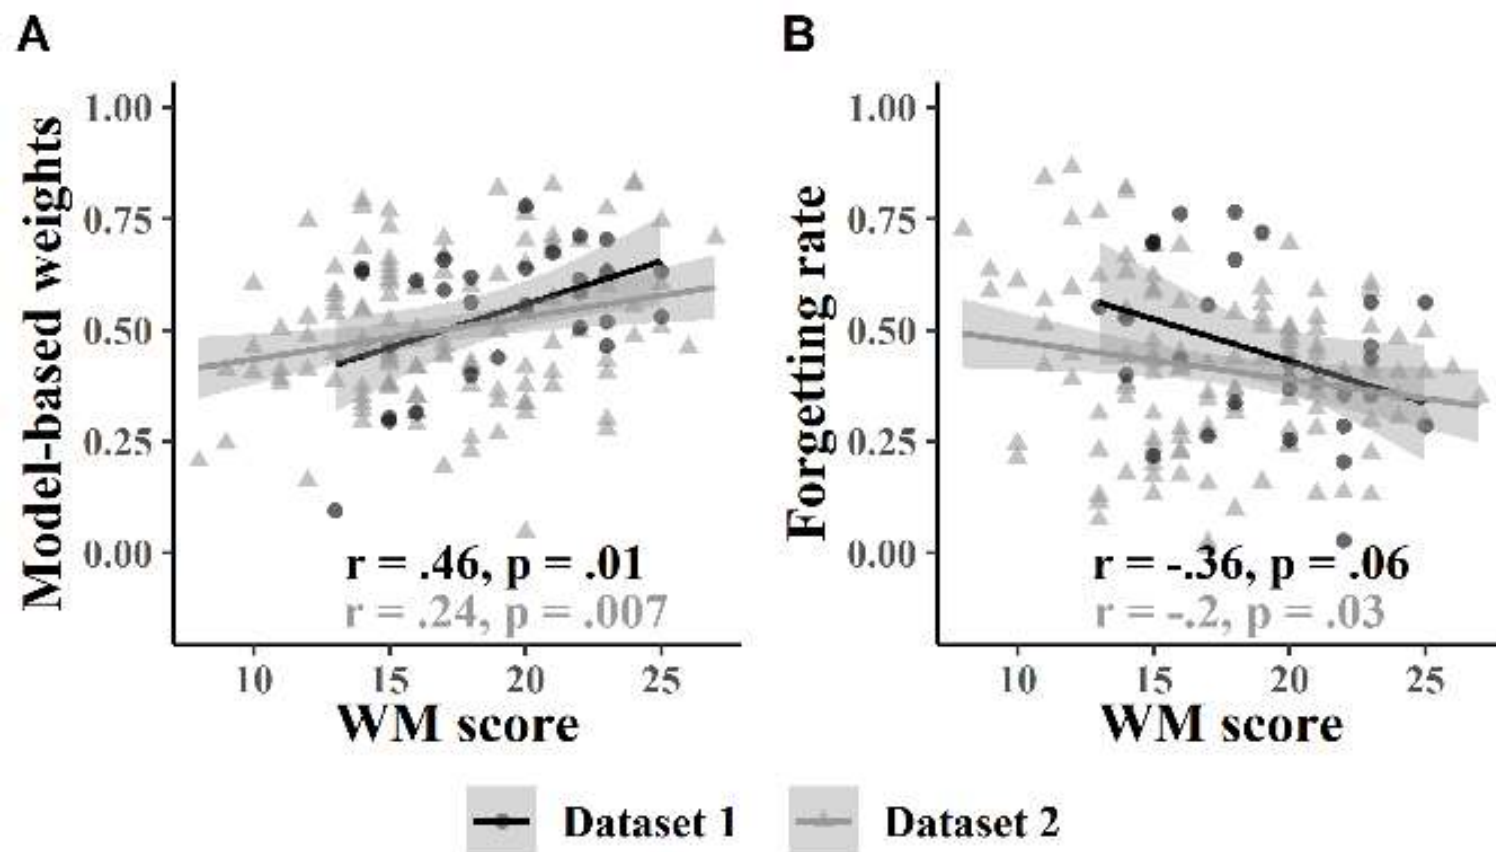 A
Model-based weights
1.00
0.75
0.50
0.25
0.00
r = .46, p = .01
r = .24, p = .007
10 15 20 25
WM score
B
Forgetting rate
1.00
0.75
0.50
0.25
0.00
r = -.36, p = .06
r = -.2, p = .03
10 15 20 25
WM score
Dataset 1 Dataset 2